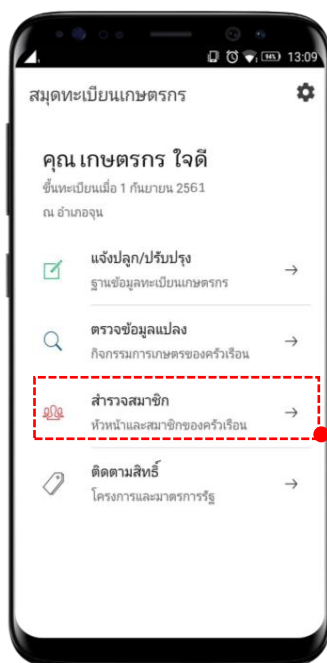 94% 13:09
สมุดทะเบียนเกษตรกร
คุณ เกษตรกร ใจดี
ขึ้นทะเบียนเมื่อ 1 กันยายน 2561
ณ อำเภอจุน
แจ้งปลูก/ปรับปรุง
ฐานข้อมูลทะเบียนเกษตรกร
ตรวจข้อมูลแปลง
กิจกรรมการเกษตรของครัวเรือน
สำรวจสมาชิก
หัวหน้าและสมาชิกของครัวเรือน
ติดตามสิทธิ์
โครงการและมาตรการรัฐ